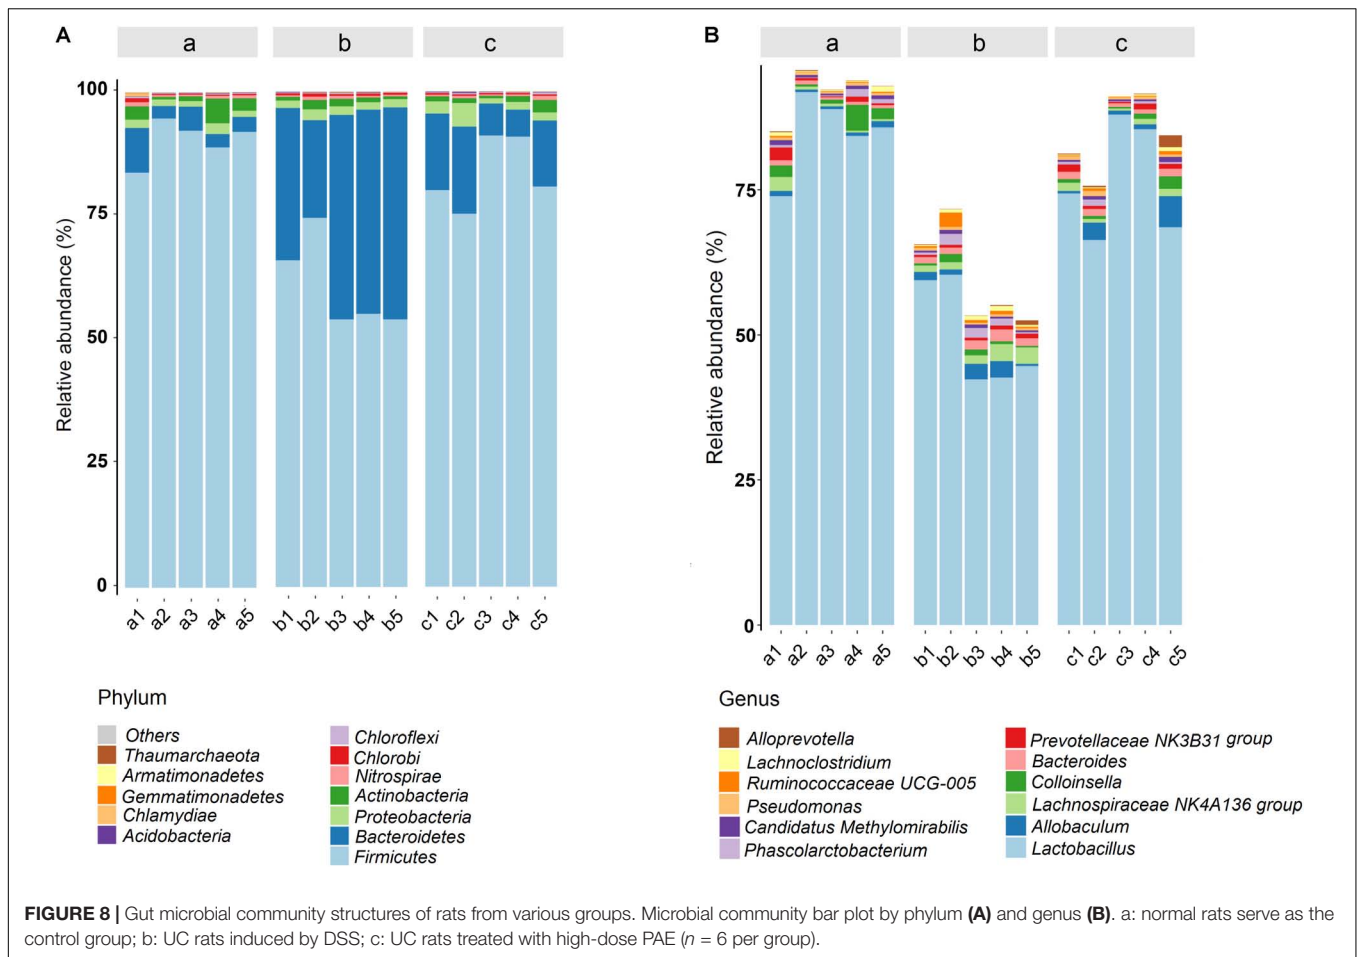 A
a
b
c
Relative abundance (%)
100
75
50
25
0
a1
a2
a3
a4
a5
b1
b2
b3
b4
b5
c1
c2
c3
c4
c5
Phylum
Others
Thaumarchaeota
Armatimonadetes
Gemmatimonadetes
Chlamydiae
Acidobacteria
Chloroflexi
Chlorobi
Nitrospirae
Actinobacteria
Proteobacteria
Bacteroidetes
Firmicutes
B
a
b
c
Relative abundance (%)
75
50
25
0
a1
a2
a3
a4
a5
b1
b2
b3
b4
b5
c1
c2
c3
c4
c5
Genus
Alloprevotella
Lachnoclostridium
Ruminococcaceae UCG-005
Pseudomonas
Candidatus Methylomirabilis
Phascolarctobacterium
Prevotellaceae NK3B31 group
Bacteroides
Colloinsella
Lachnospiraceae NK4A136 group
Allobaculum
Lactobacillus
FIGURE 8 | Gut microbial community structures of rats from various groups. Microbial community bar plot by phylum (A) and genus (B). a: normal rats serve as the
control group; b: UC rats induced by DSS; c: UC rats treated with high-dose PAE (n = 6 per group).